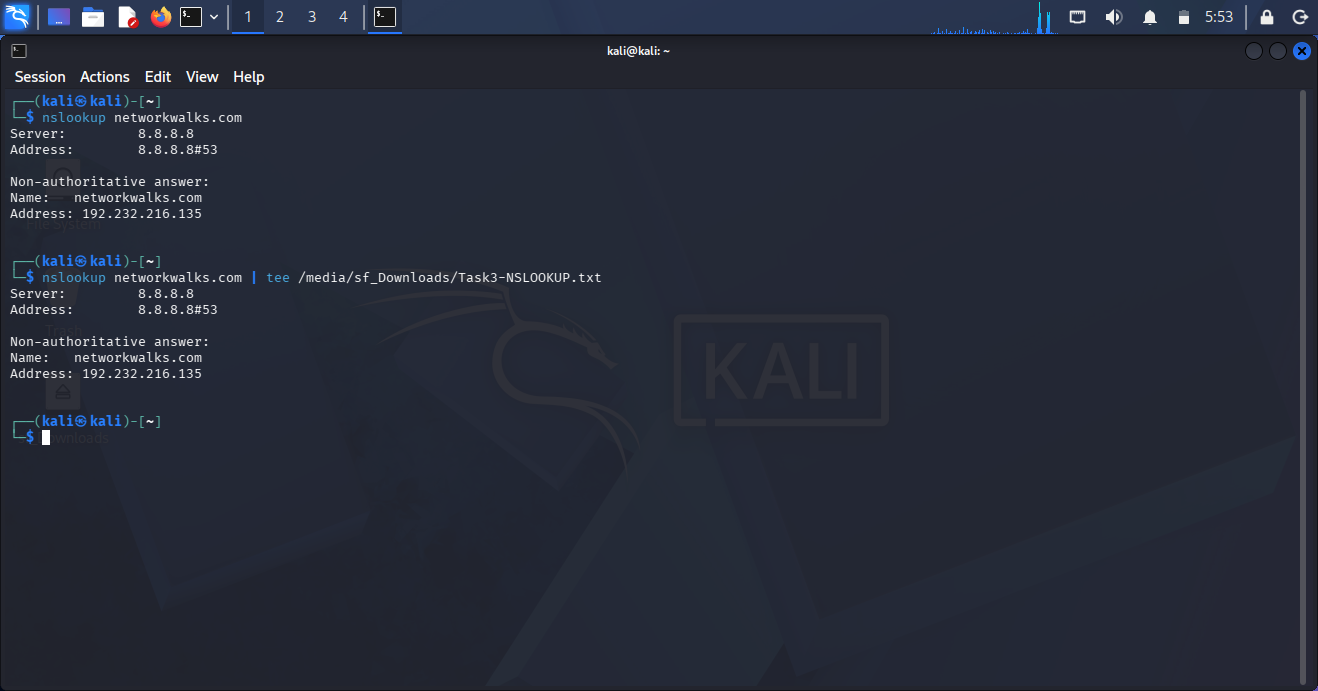 1 2 3 4 5:53
kali@kali: ~
Session Actions Edit View Help
┌──(kali㉿kali)-[~]
└─$ nslookup networkwalks.com
Server:         8.8.8.8
Address:        8.8.8.8#53
Non-authoritative answer:
Name:   networkwalks.com
Address: 192.232.216.135
File System
┌──(kali㉿kali)-[~]
└─$ nslookup networkwalks.com | tee /media/sf_Downloads/Task3-NSLOOKUP.txt
Server:         8.8.8.8
Address:        8.8.8.8#53
Trash
Non-authoritative answer:
Name:   networkwalks.com
Address: 192.232.216.135
KALI
┌──(kali㉿kali)-[~]
└─$